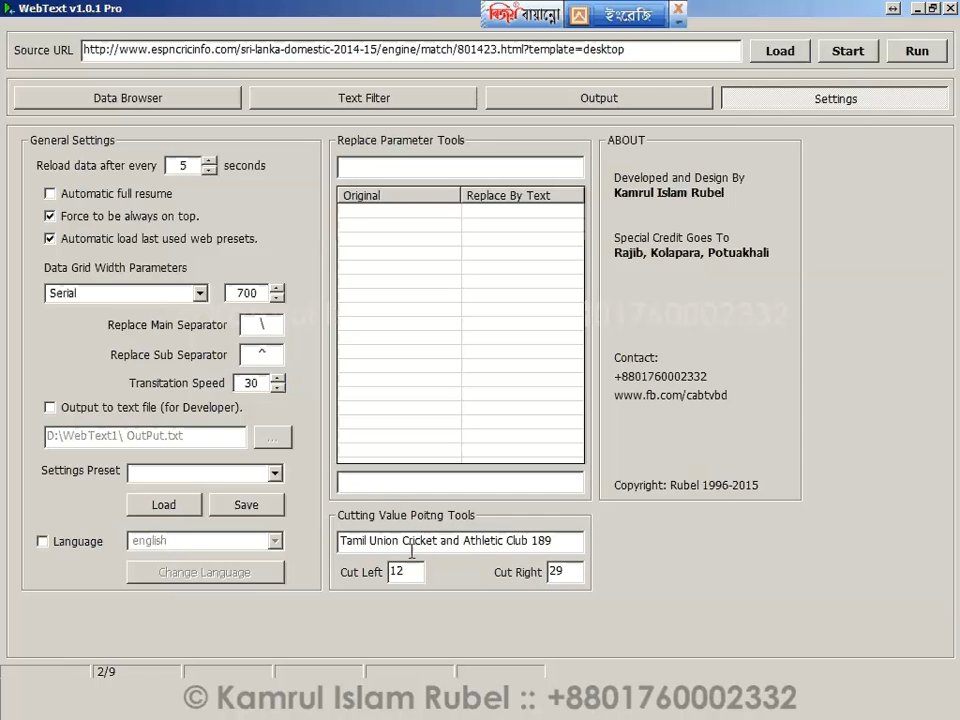 WebText v1.0.1 Pro
বিজয় বায়ান্নো
ইংরেজি
Source URL
http://www.espncricinfo.com/sri-lanka-domestic-2014-15/engine/match/801423.html?template=desktop
Load
Start
Run
Data Browser
Text Filter
Output
Settings
General Settings
Reload data after every 5 seconds
Automatic full resume
Force to be always on top.
Automatic load last used web presets.
Data Grid Width Parameters
Serial
700
Replace Main Separator \
Replace Sub Separator ^
Transitation Speed 30
Output to text file (for Developer).
D:\WebText1\ OutPut.txt
...
Settings Preset
Load
Save
Language
english
Change Language
Replace Parameter Tools
Original
Replace By Text
Cutting Value Poitng Tools
Tamil Union Cricket and Athletic Club 189
Cut Left 12
Cut Right 29
ABOUT
Developed and Design By
Kamrul Islam Rubel
Special Credit Goes To
Rajib, Kolapara, Potuakhali
Contact:
+8801760002332
www.fb.com/cabtvbd
Copyright: Rubel 1996-2015
2/9
© Kamrul Islam Rubel :: +8801760002332